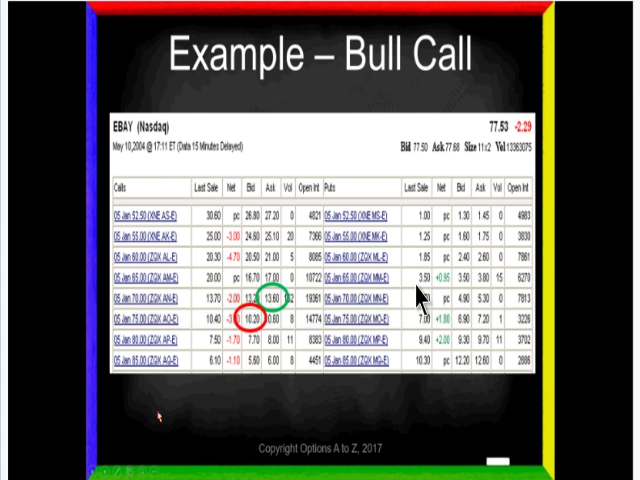 Example – Bull Call
EBAY (Nasdaq) 77.53 -2.29
May 10,2004 @ 17:11 ET (Data 15 Minutes Delayed) Bid 77.50 Ask 77.68 Size 11x2 Vol 13363075
Calls Last Sale Net Bid Ask Vol Open Int Puts Last Sale Net Bid Ask Vol Open Int
05 Jan 52.50 (XNE AS-E) 30.60 pc 26.80 27.20 0 4821 05 Jan 52.50 (XNE MS-E) 1.00 pc 1.30 1.45 0 4983
05 Jan 55.00 (XNE AK-E) 25.00 -3.00 24.60 25.10 20 7366 05 Jan 55.00 (XNE MK-E) 1.25 pc 1.60 1.75 0 3830
05 Jan 60.00 (ZQX AL-E) 20.30 -4.70 20.50 21.00 5 8085 05 Jan 60.00 (ZQX ML-E) 1.85 pc 2.40 2.60 0 7861
05 Jan 65.00 (ZQX AM-E) 20.00 pc 16.70 17.00 0 10722 05 Jan 65.00 (ZQX MM-E) 3.50 +0.95 3.50 3.80 15 6270
05 Jan 70.00 (ZQX AN-E) 13.70 -2.00 13.60 19361 05 Jan 70.00 (ZQX MN-E) pc 4.90 5.30 0 7813
05 Jan 75.00 (ZQX AO-E) 10.40 10.20 10.60 8 14774 05 Jan 75.00 (ZQX MO-E) 7.00 +1.80 6.90 7.20 1 3226
05 Jan 80.00 (ZQX AP-E) 7.50 -1.70 7.70 8.00 11 8383 05 Jan 80.00 (ZQX MP-E) 9.40 +2.00 9.30 9.70 11 3702
05 Jan 85.00 (ZQX AQ-E) 6.10 -1.10 5.60 6.00 8 4451 05 Jan 85.00 (ZQX MQ-E) 10.30 pc 12.20 12.60 0 2886
Copyright Options A to Z, 2017